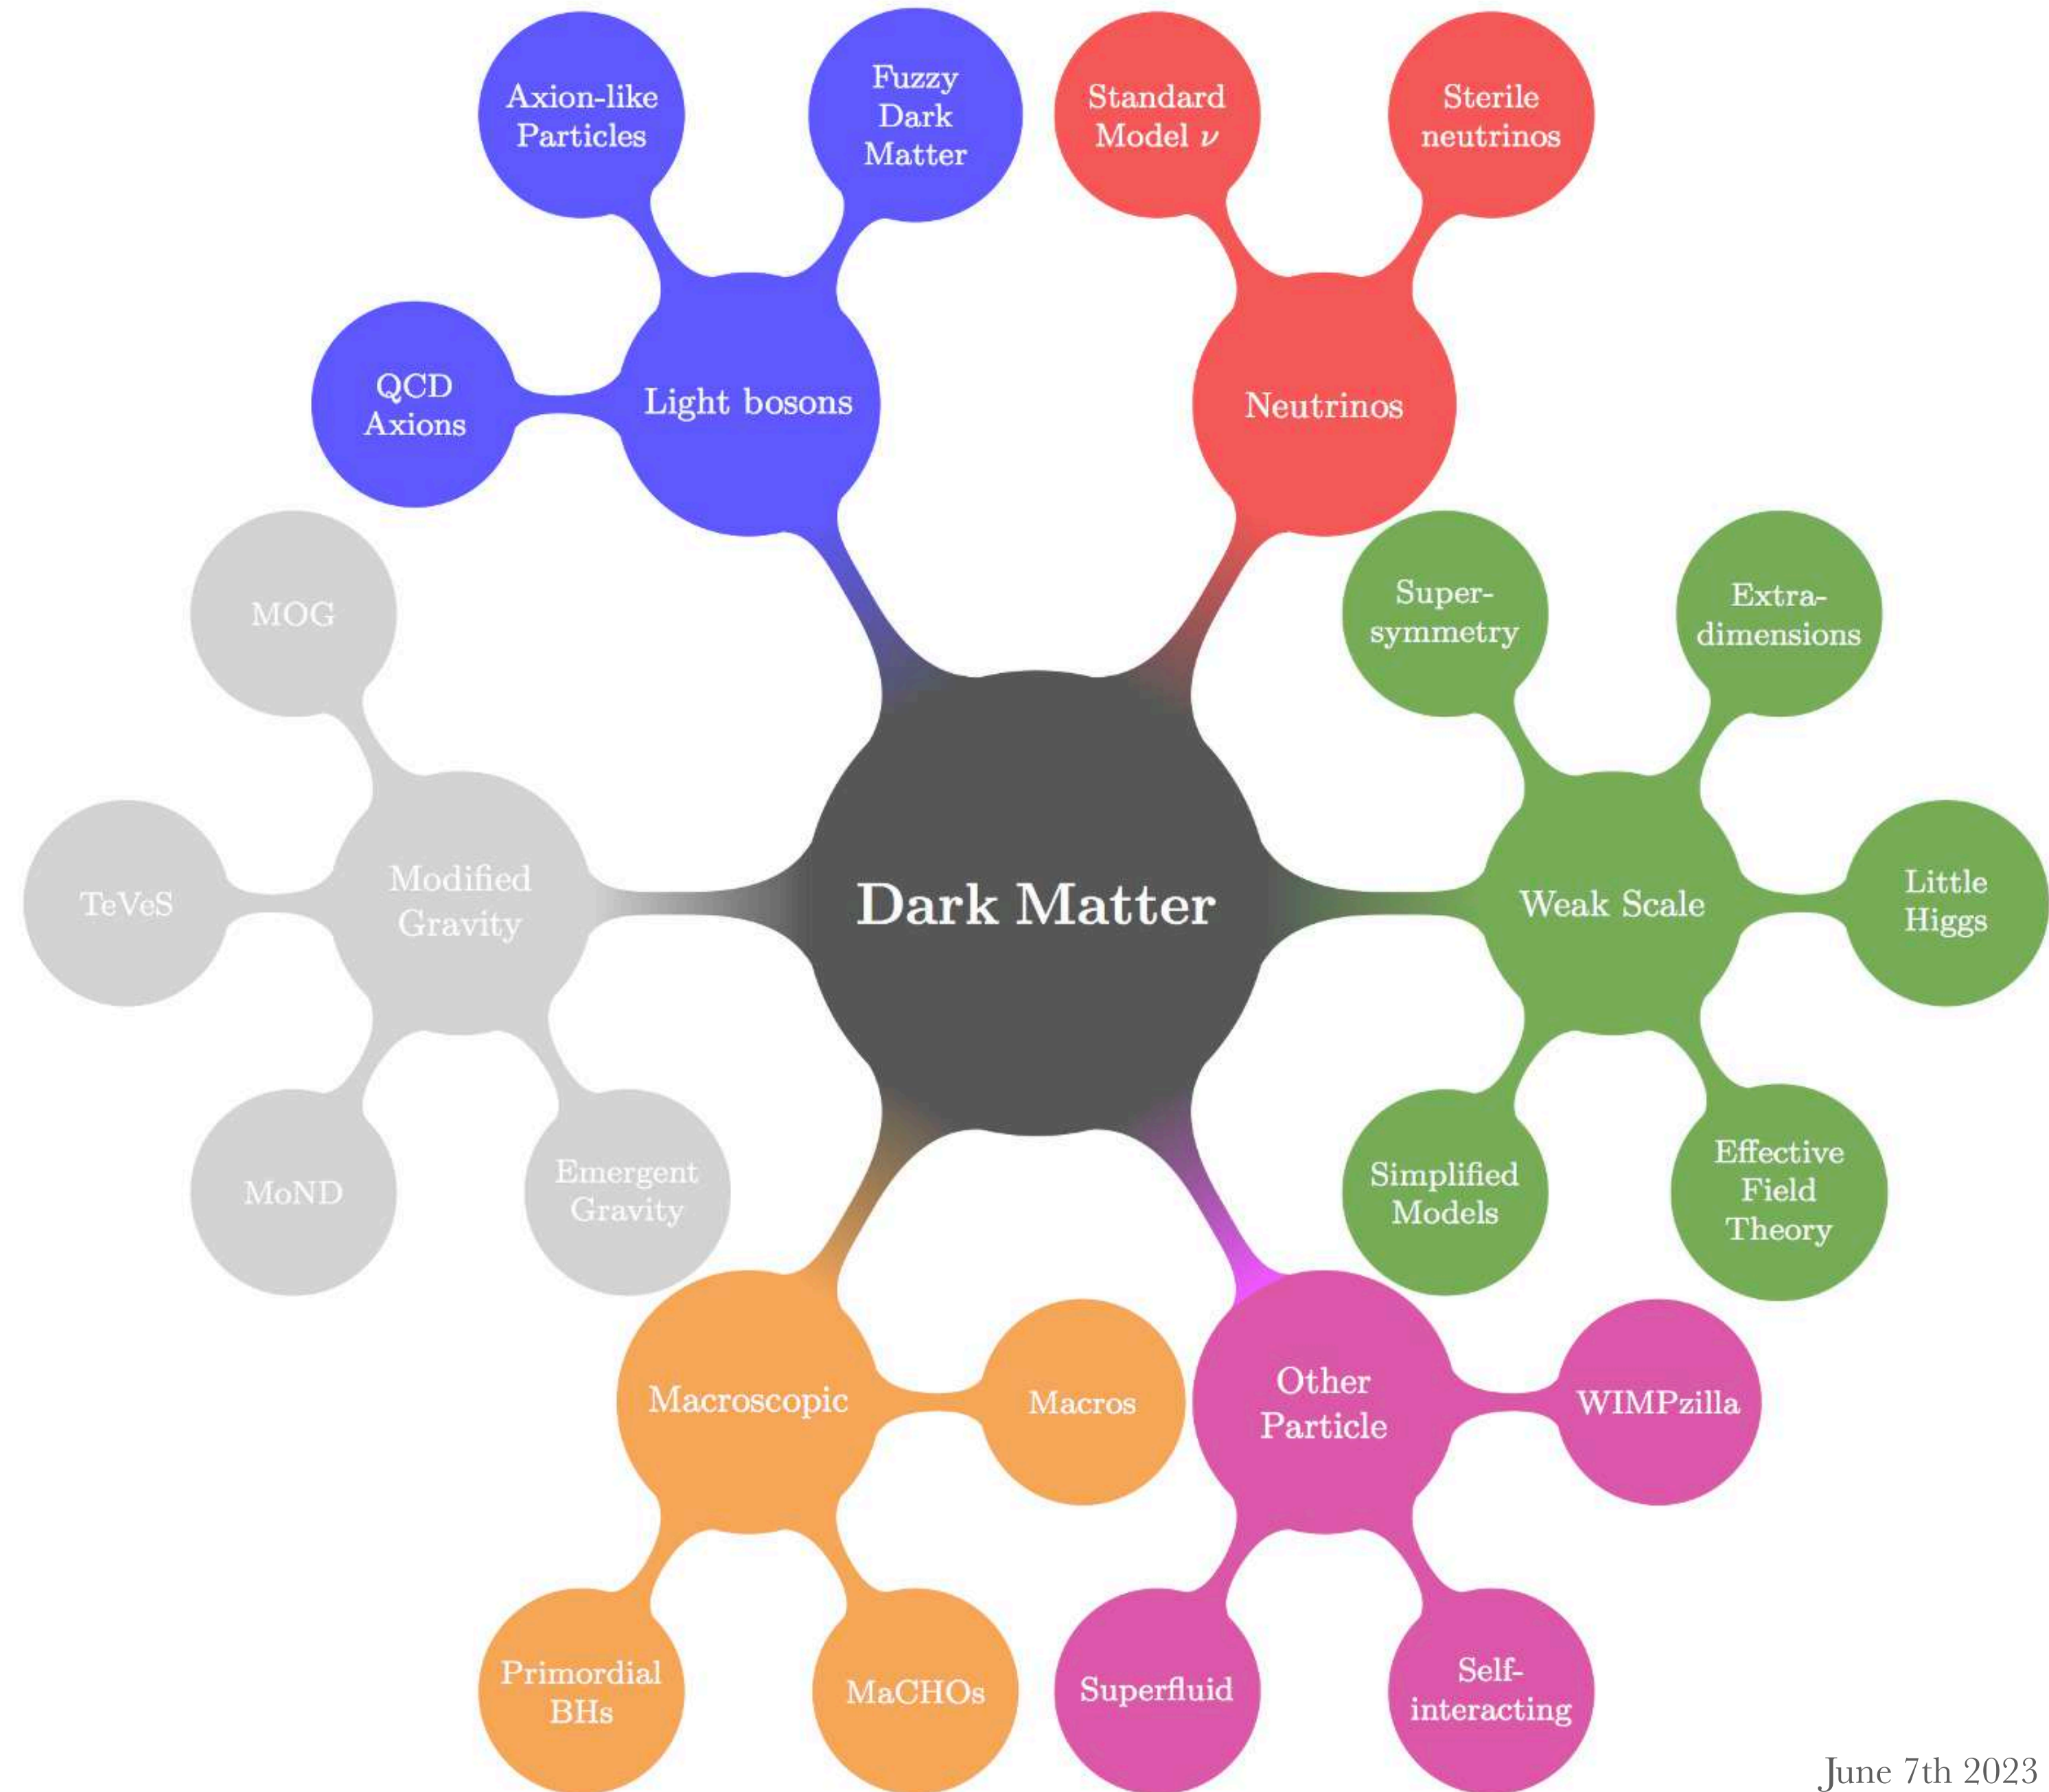 Axion-like
Particles
Fuzzy
Dark
Matter
Standard
Model ν
Sterile
neutrinos
QCD
Axions
Light bosons
Neutrinos
MOG
Super-
symmetry
Extra-
dimensions
TeVeS
Modified
Gravity
Dark Matter
Weak Scale
Little
Higgs
MoND
Emergent
Gravity
Simplified
Models
Effective
Field
Theory
Macroscopic
Macros
Other
Particle
WIMPzilla
Primordial
BHs
MaCHOs
Superfluid
Self-
interacting
June 7th 2023